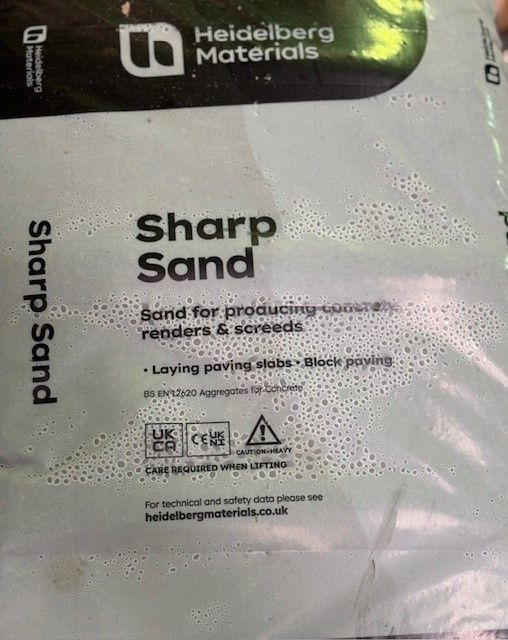 Heidelberg
Materials
Heidelberg
Materials
Sharp Sand
Sharp
Sand
Sand for producing concrete,
renders & screeds
• Laying paving slabs • Block paving
BS EN 12620 Aggregates for Concrete
UK
CA
CE UK
NI
CAUTION-HEAVY
CARE REQUIRED WHEN LIFTING
For technical and safety data please see
heidelbergmaterials.co.uk